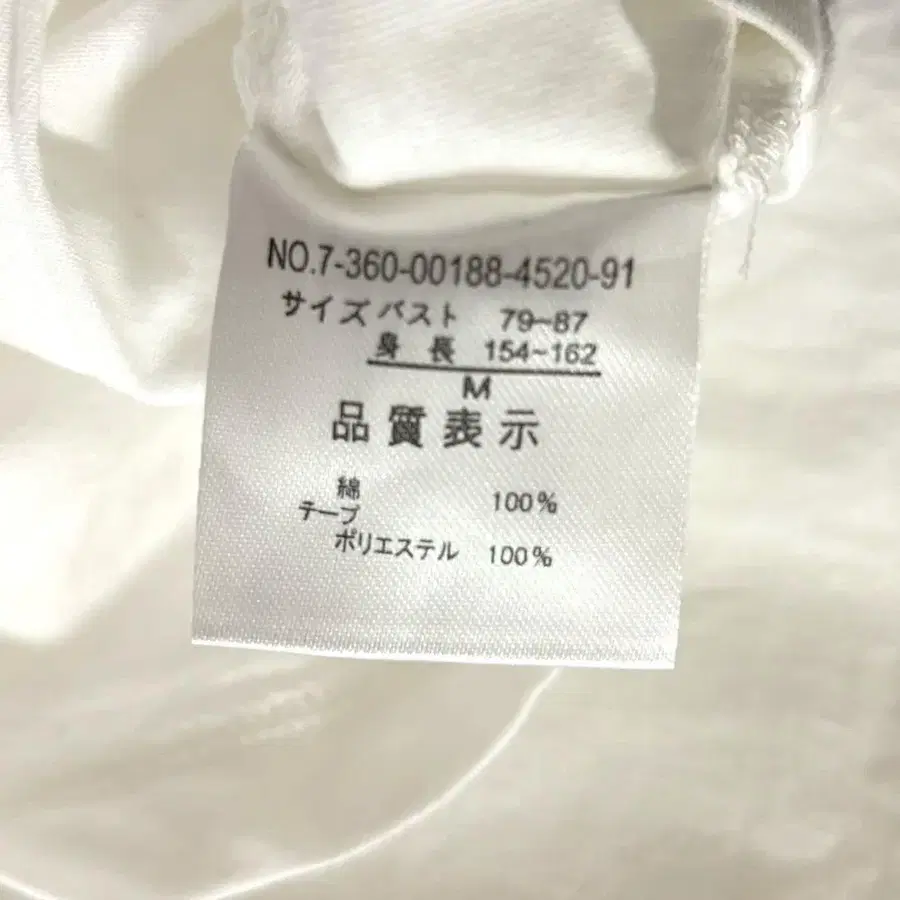 NO.7-360-00188-4520-91
サイズ バスト 79~87
身長 154~162
M
品質表示
綿 100%
テープ
ポリエステル 100%